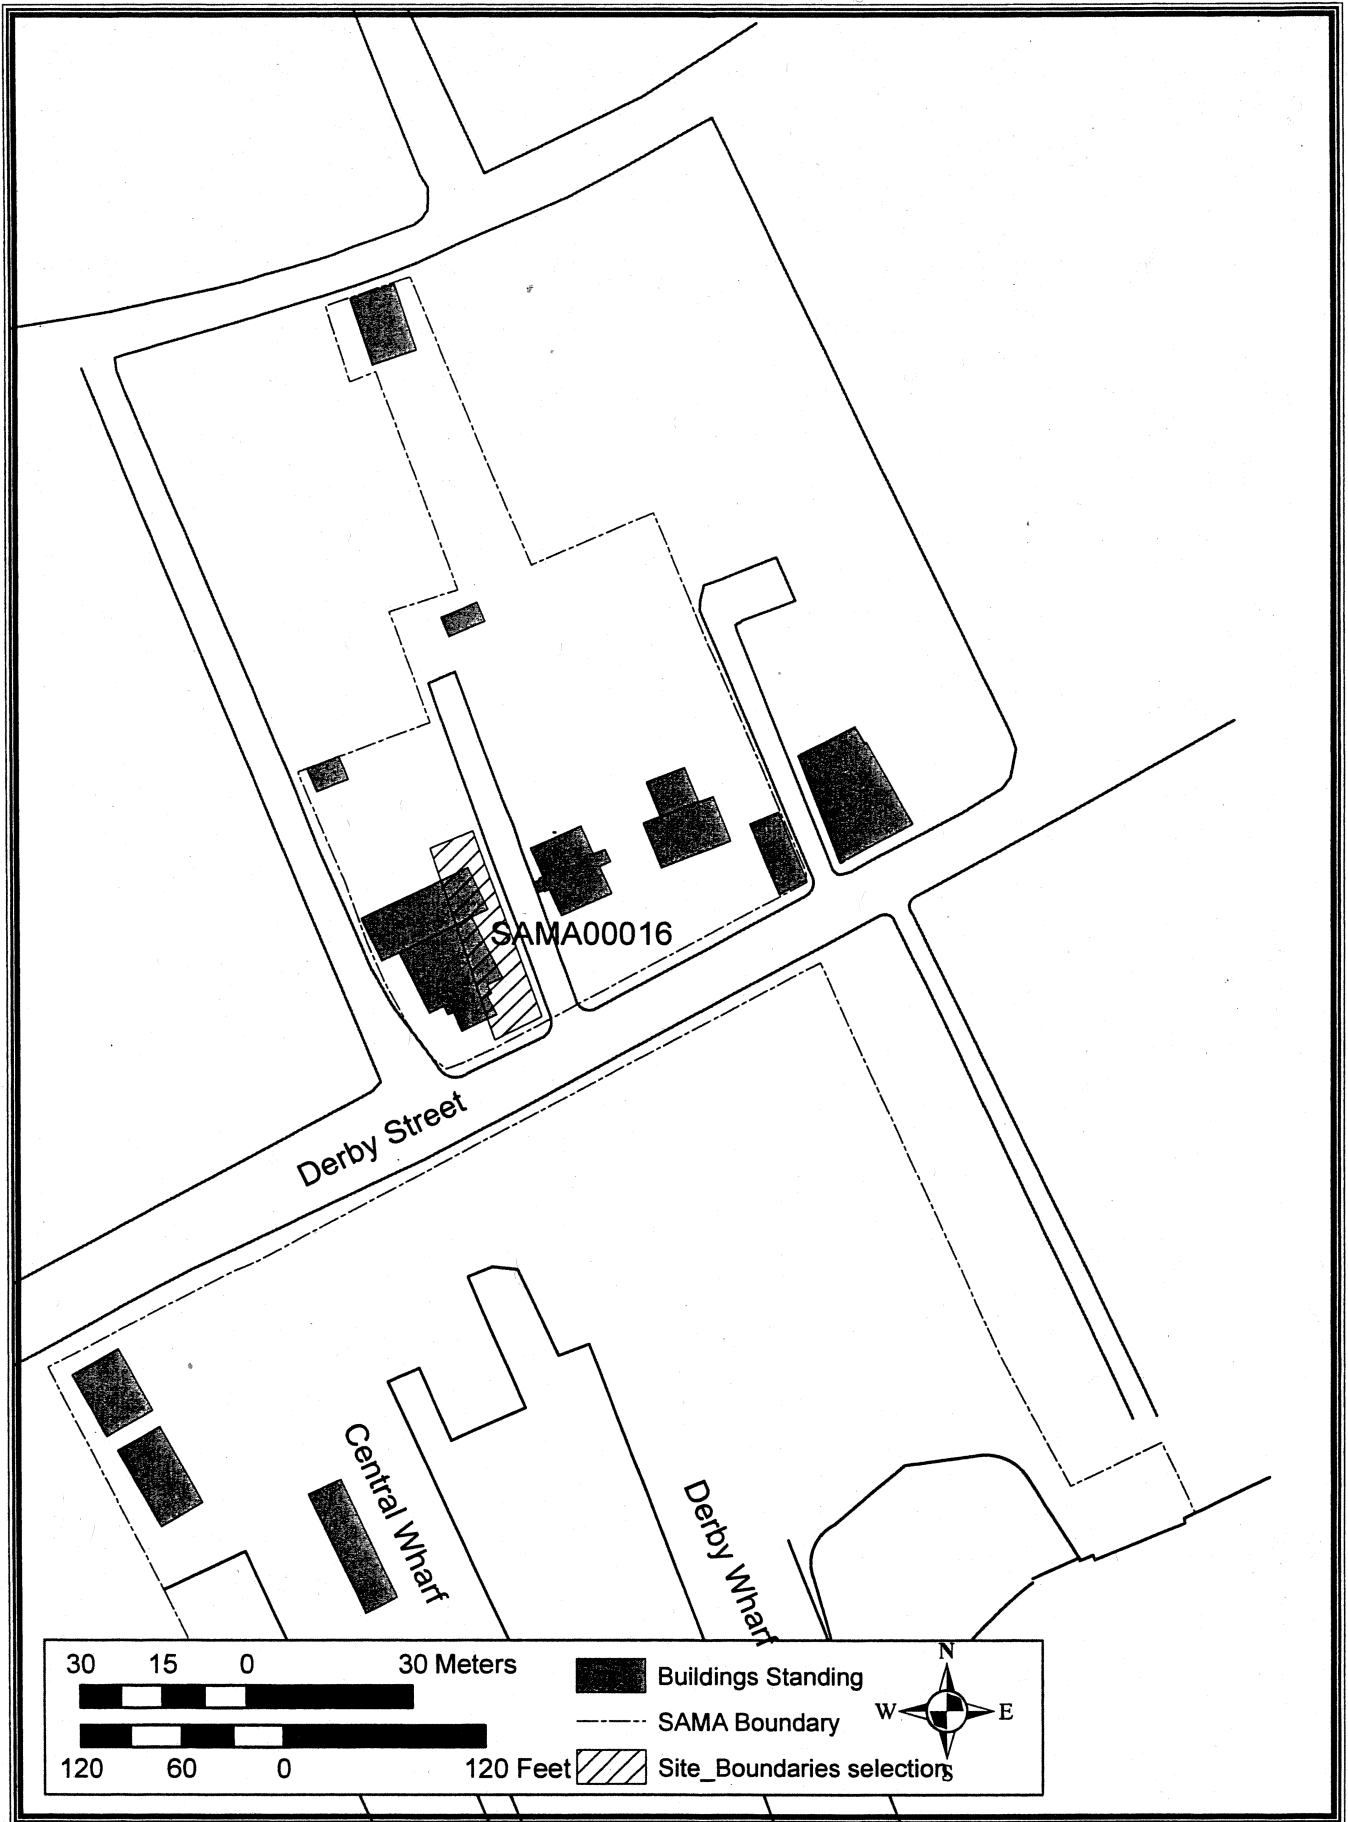 SAMA00016
Derby Street
Central Wharf
Derby Wharf
30 15 0 30 Meters
120 60 0 120 Feet
Buildings Standing
SAMA Boundary
Site_Boundaries selection
N
W E
S